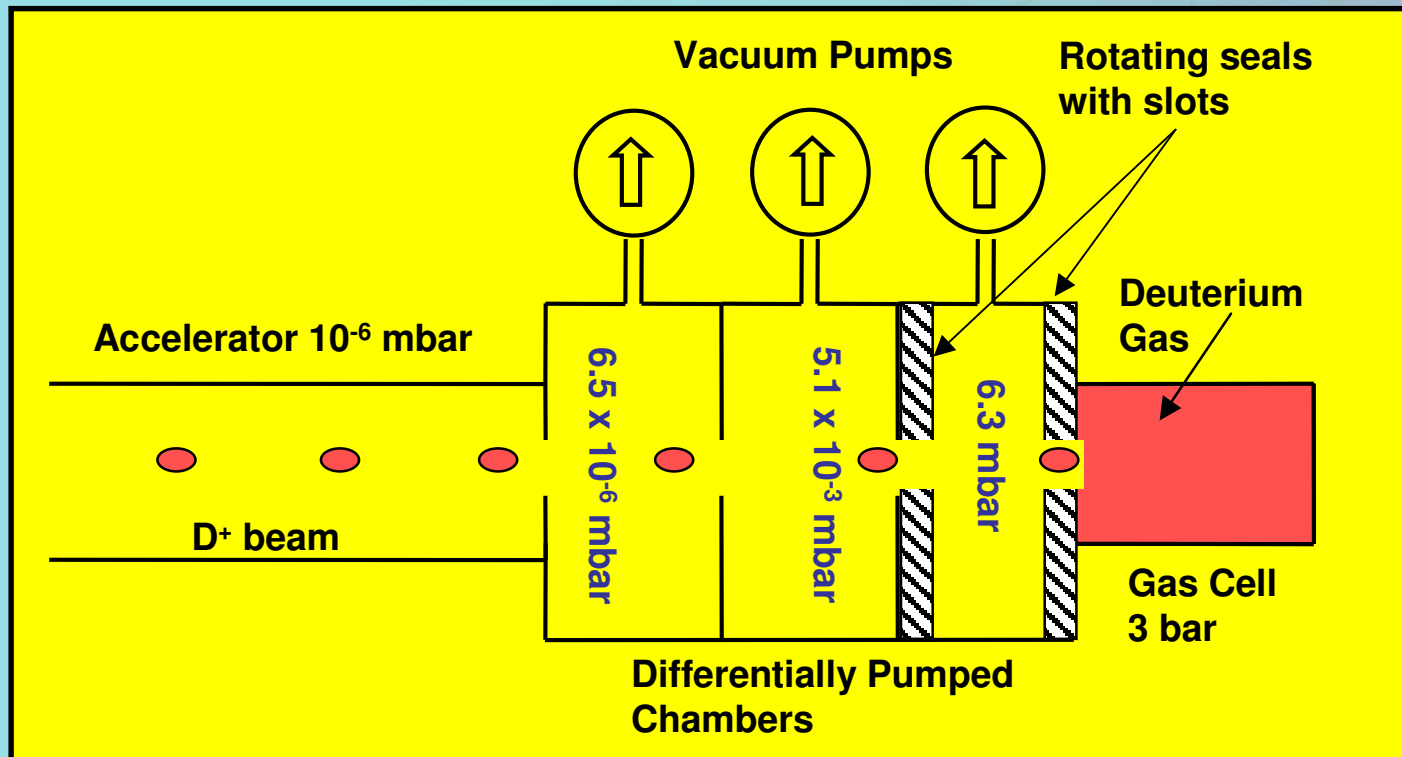 Vacuum Pumps
Rotating seals
with slots
Deuterium
Gas
Accelerator 10⁻⁶ mbar
6.5 x 10⁻⁶ mbar
5.1 x 10⁻³ mbar
6.3 mbar
D⁺ beam
Gas Cell
3 bar
Differentially Pumped
Chambers